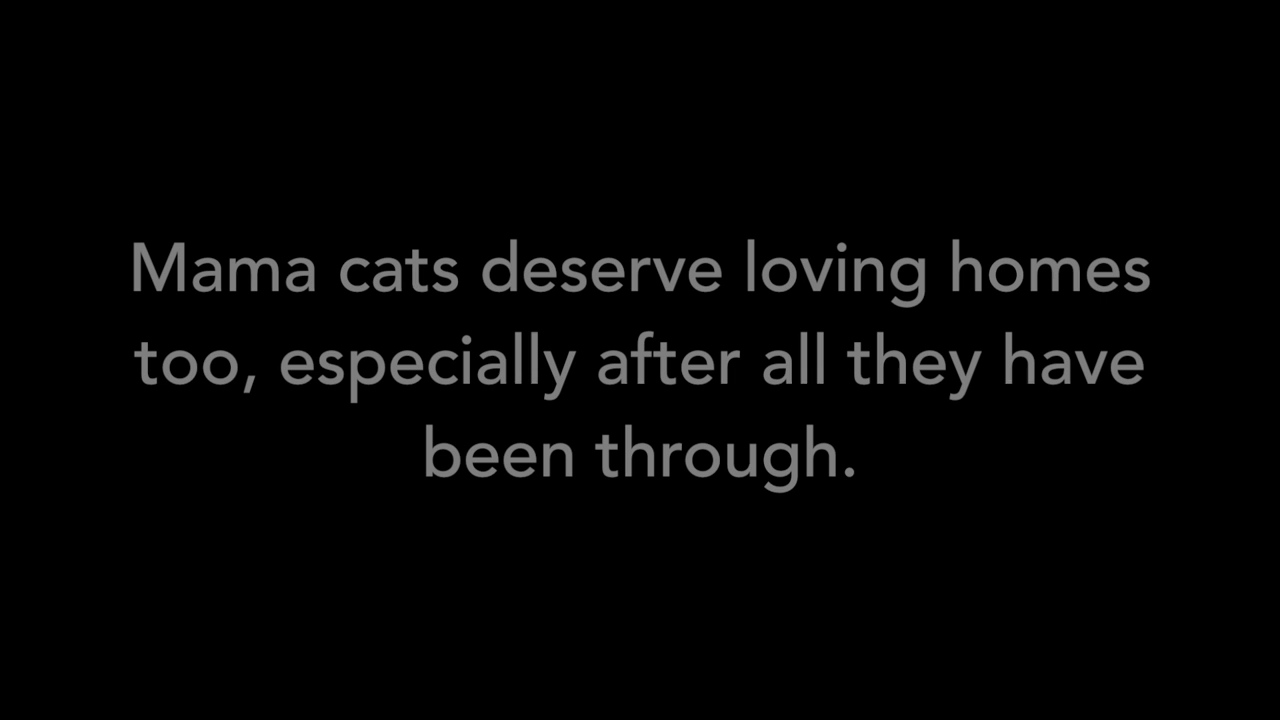 Mama cats deserve loving homes
too, especially after all they have
been through.